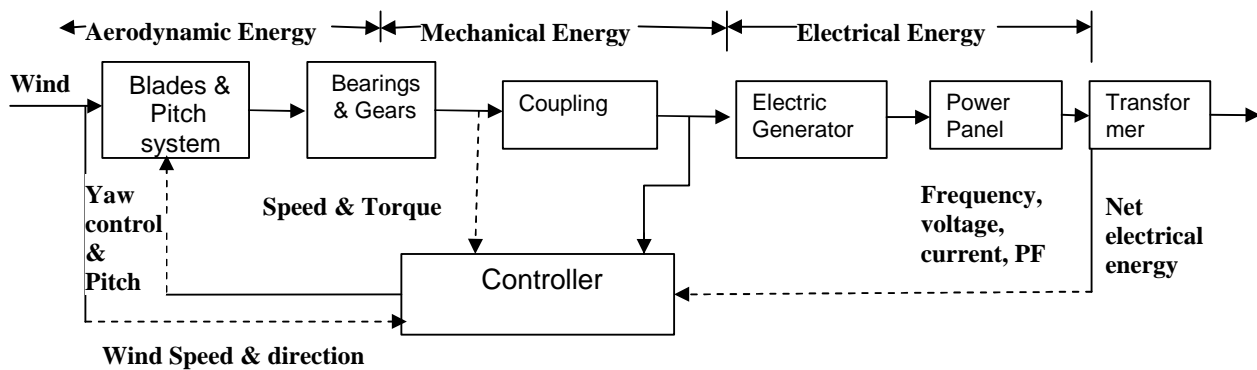 Aerodynamic Energy
Mechanical Energy
Electrical Energy
Wind
Blades &
Pitch
system
Bearings
& Gears
Coupling
Electric
Generator
Power
Panel
Transfor
mer
Yaw
control
&
Pitch
Speed & Torque
Frequency,
voltage,
current, PF
Net
electrical
energy
Controller
Wind Speed & direction